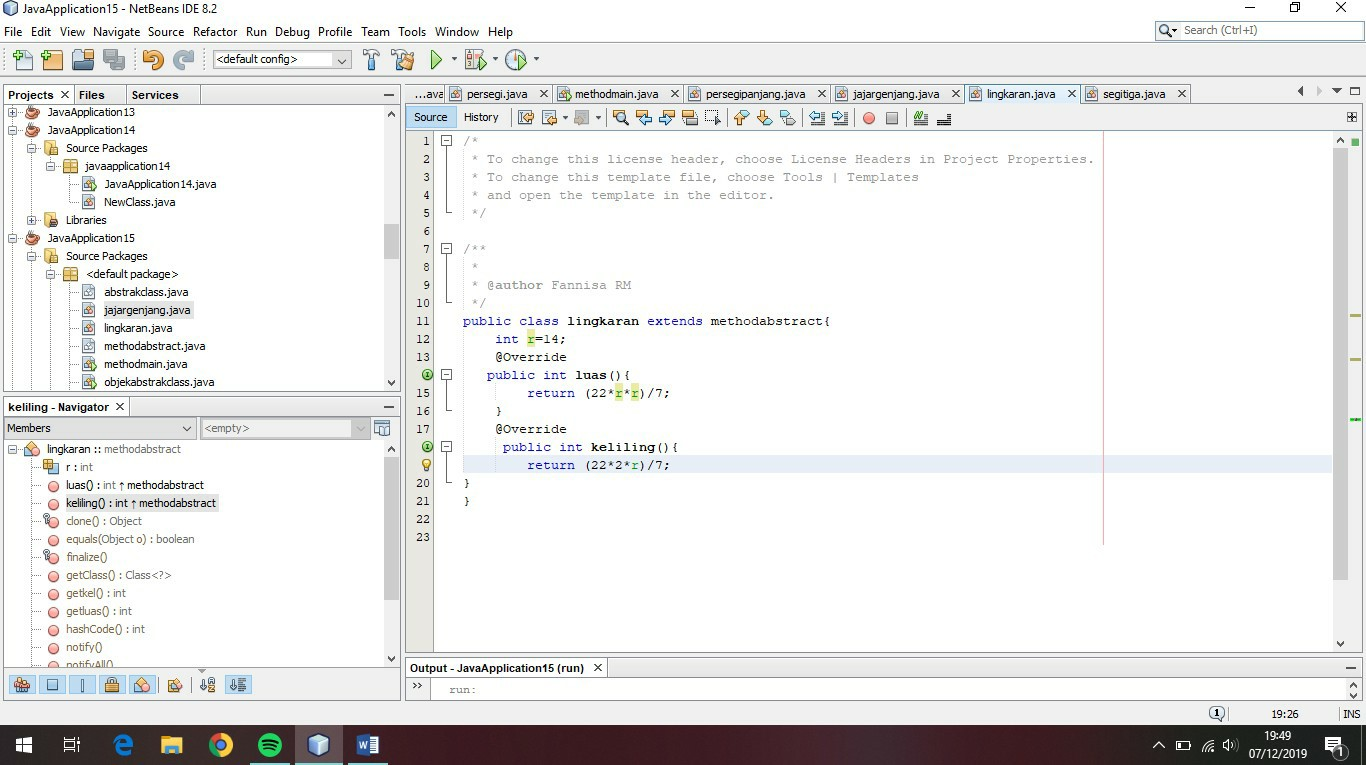 JavaApplication15 - NetBeans IDE 8.2
File Edit View Navigate Source Refactor Run Debug Profile Team Tools Window Help
Search (Ctrl+I)
<default config>
Projects Files Services
JavaApplication13
JavaApplication14
Source Packages
javaapplication14
JavaApplication14.java
NewClass.java
Libraries
JavaApplication15
Source Packages
<default package>
abstrakclass.java
jajargenjang.java
lingkaran.java
methodabstract.java
methodmain.java
objekabstrakclass.java
keliling - Navigator
Members
<empty>
lingkaran :: methodabstract
r : int
luas() : int ↑ methodabstract
keliling() : int ↑ methodabstract
clone() : Object
equals(Object o) : boolean
finalize()
getClass() : Class<?>
getkel() : int
getluas() : int
hashCode() : int
notify()
notifyAll()
...ava persegi.java methodmain.java persegipanjang.java jajargenjang.java lingkaran.java segitiga.java
Source History
1 /*
2 * To change this license header, choose License Headers in Project Properties.
3 * To change this template file, choose Tools | Templates
4 * and open the template in the editor.
5 */
6
7 /**
8 *
9 * @author Fannisa RM
10 */
11 public class lingkaran extends methodabstract{
12 int r=14;
13 @Override
public int luas(){
15 return (22*r*r)/7;
16 }
17 @Override
public int keliling(){
return (22*2*r)/7;
20 }
21 }
22
23
Output - JavaApplication15 (run)
run:
1
19:26
INS
19:49
07/12/2019
1